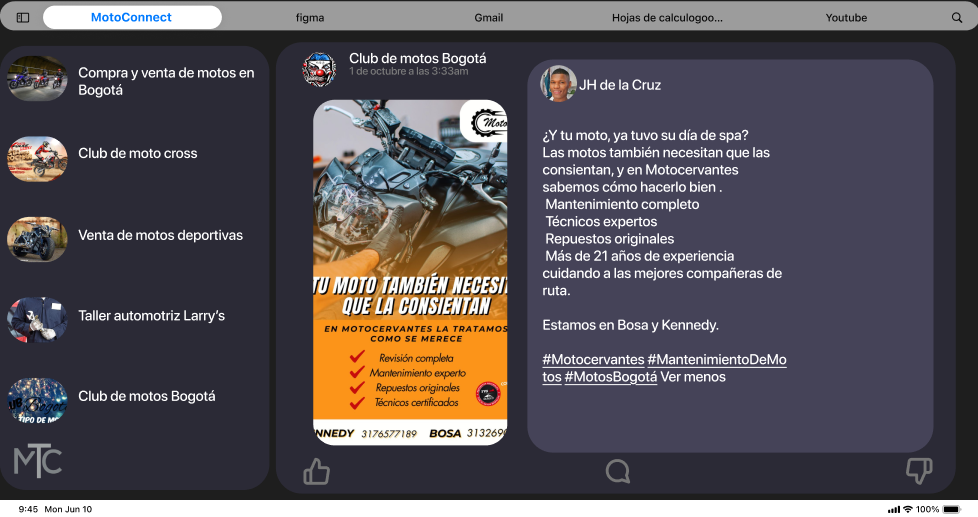 MotoConnect
figma
Gmail
Hojas de calculogoo...
Youtube
Compra y venta de motos en
Bogotá
Club de moto cross
Venta de motos deportivas
Taller automotriz Larry's
Club de motos Bogotá
MTC
Club de motos Bogotá
1 de octubre a las 3:33am
Moto
TU MOTO TAMBIÉN NECESI
QUE LA CONSIENTAN
EN MOTOCERVANTES LA TRATAMOS
COMO SE MERECE
Revisión completa
Mantenimiento experto
Repuestos originales
Técnicos certificados
NNEDY 3176577189 BOSA 3132690
JH de la Cruz
¿Y tu moto, ya tuvo su día de spa?
Las motos también necesitan que las
consientan, y en Motocervantes
sabemos cómo hacerlo bien .
Mantenimiento completo
Técnicos expertos
Repuestos originales
Más de 21 años de experiencia
cuidando a las mejores compañeras de
ruta.
Estamos en Bosa y Kennedy.
#Motocervantes #MantenimientoDeMo
tos #MotosBogotá Ver menos
9:45 Mon Jun 10
100%